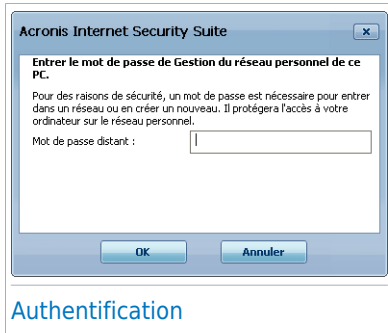 Acronis Internet Security Suite
Entrer le mot de passe de Gestion du réseau personnel de ce
PC.
Pour des raisons de sécurité, un mot de passe est nécessaire pour entrer
dans un réseau ou en créer un nouveau. Il protégera l'accès à votre
ordinateur sur le réseau personnel.
Mot de passe distant :
OK
Annuler
Authentification